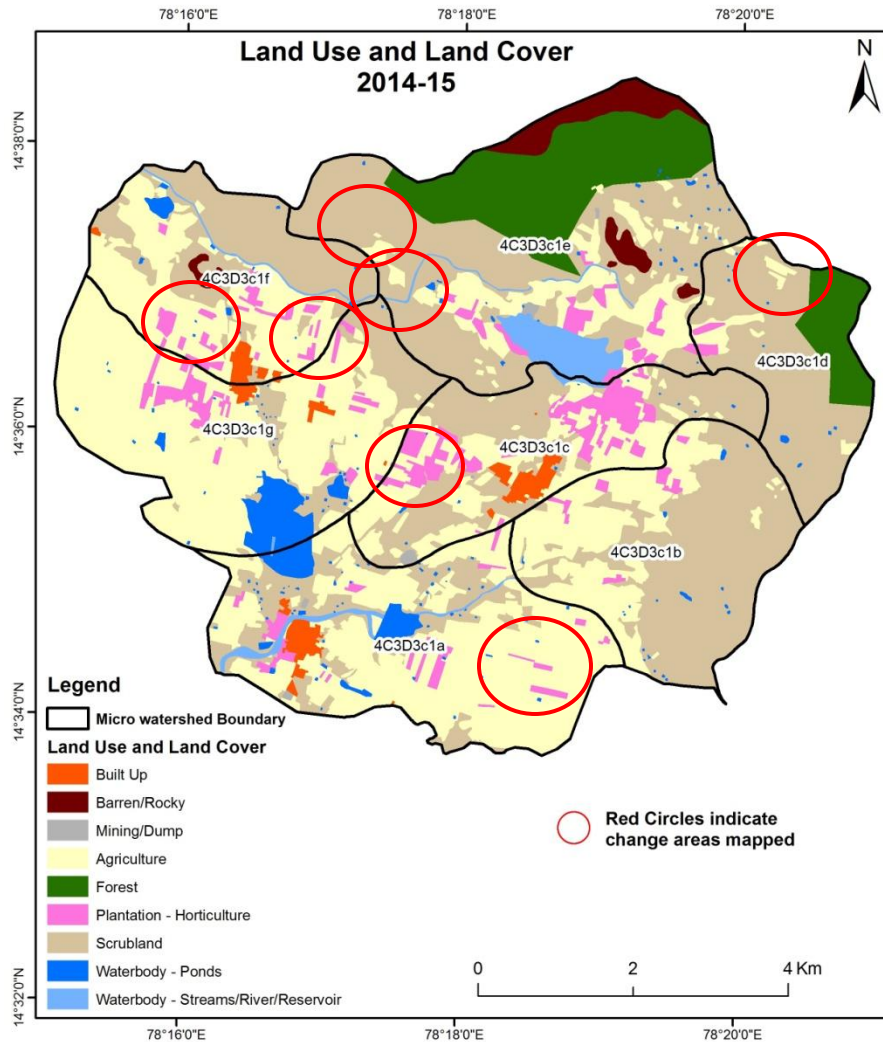 78°16'0"E
78°18'0"E
78°20'0"E
Land Use and Land Cover
2014-15
N
14°38'0"N
4C3D3c1e
4C3D3c1f
4C3D3c1d
14°36'0"N
4C3D3c1g
4C3D3c1c
4C3D3c1b
4C3D3c1a
14°34'0"N
Legend
Micro watershed Boundary
Land Use and Land Cover
Built Up
Barren/Rocky
Mining/Dump
Agriculture
Forest
Plantation - Horticulture
Scrubland
Waterbody - Ponds
Waterbody - Streams/River/Reservoir
Red Circles indicate
change areas mapped
0 2 4 Km
14°32'0"N
78°16'0"E
78°18'0"E
78°20'0"E